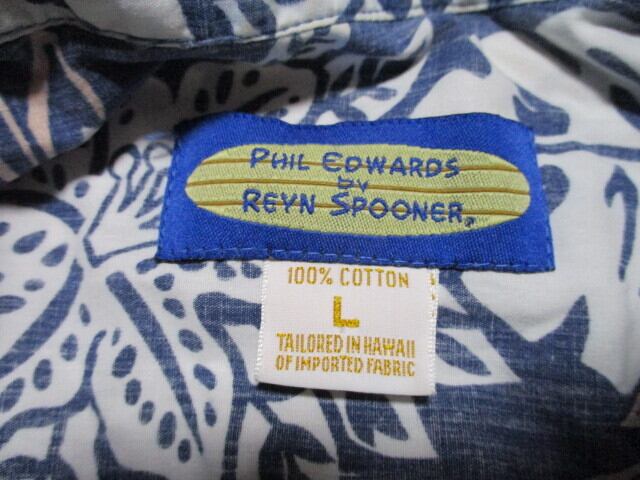 PHIL EDWARDS
by
REYN SPOONER
100% COTTON
L
TAILORED IN HAWAII
OF IMPORTED FABRIC